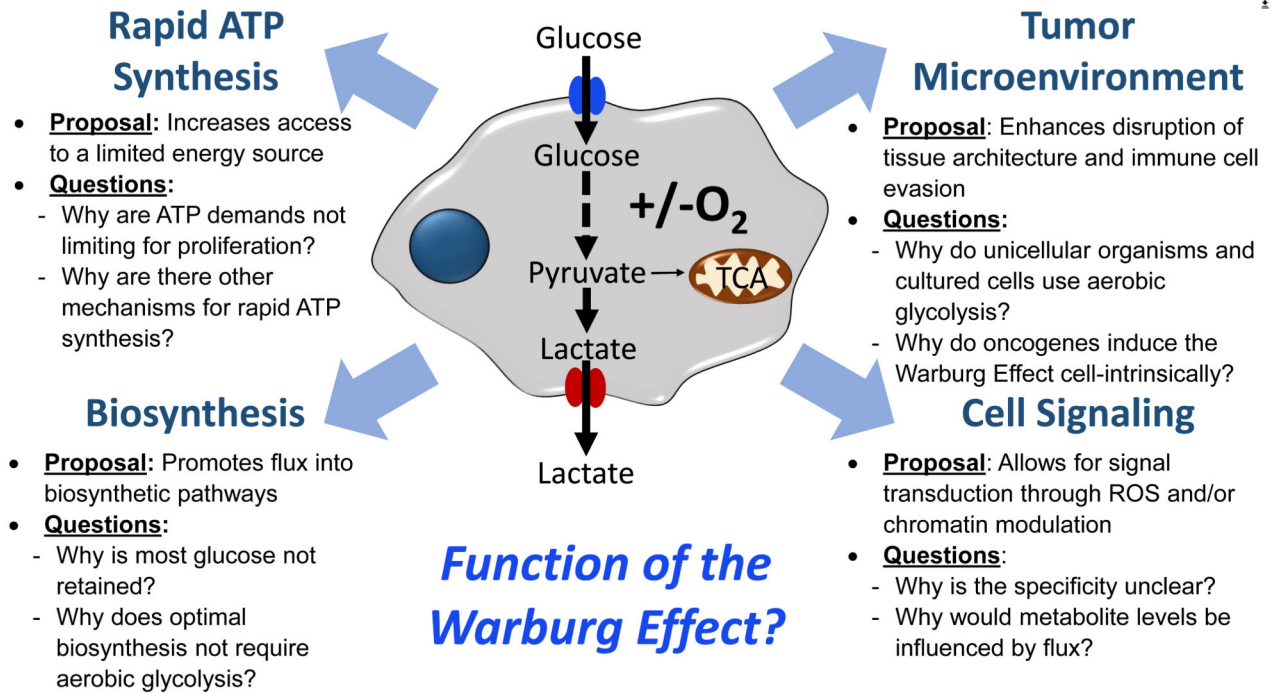 Rapid ATP
Synthesis
• Proposal: Increases access
to a limited energy source
• Questions:
- Why are ATP demands not
limiting for proliferation?
- Why are there other
mechanisms for rapid ATP
synthesis?
Biosynthesis
• Proposal: Promotes flux into
biosynthetic pathways
• Questions:
- Why is most glucose not
retained?
- Why does optimal
biosynthesis not require
aerobic glycolysis?
Glucose
Glucose
+/-O₂
Pyruvate
TCA
Lactate
Lactate
Function of the
Warburg Effect?
Tumor
Microenvironment
• Proposal: Enhances disruption of
tissue architecture and immune cell
evasion
• Questions:
- Why do unicellular organisms and
cultured cells use aerobic
glycolysis?
- Why do oncogenes induce the
Warburg Effect cell-intrinsically?
Cell Signaling
• Proposal: Allows for signal
transduction through ROS and/or
chromatin modulation
• Questions:
- Why is the specificity unclear?
- Why would metabolite levels be
influenced by flux?